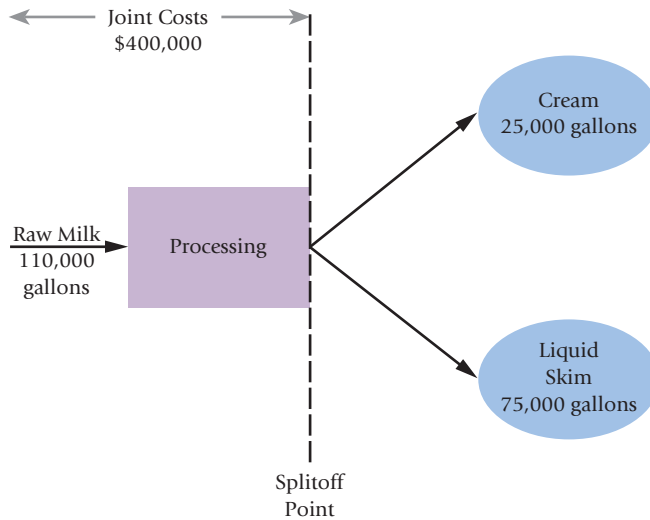 Joint Costs
$400,000
Cream
25,000 gallons
Raw Milk
110,000
gallons
Processing
Liquid
Skim
75,000 gallons
Splitoff
Point